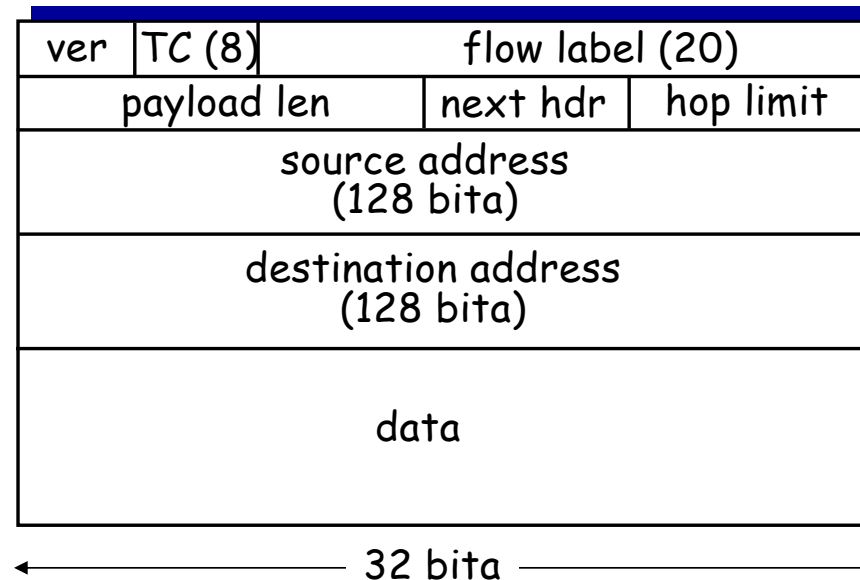 ver TC (8) flow label (20)
payload len next hdr hop limit
source address
(128 bita)
destination address
(128 bita)
data
32 bita